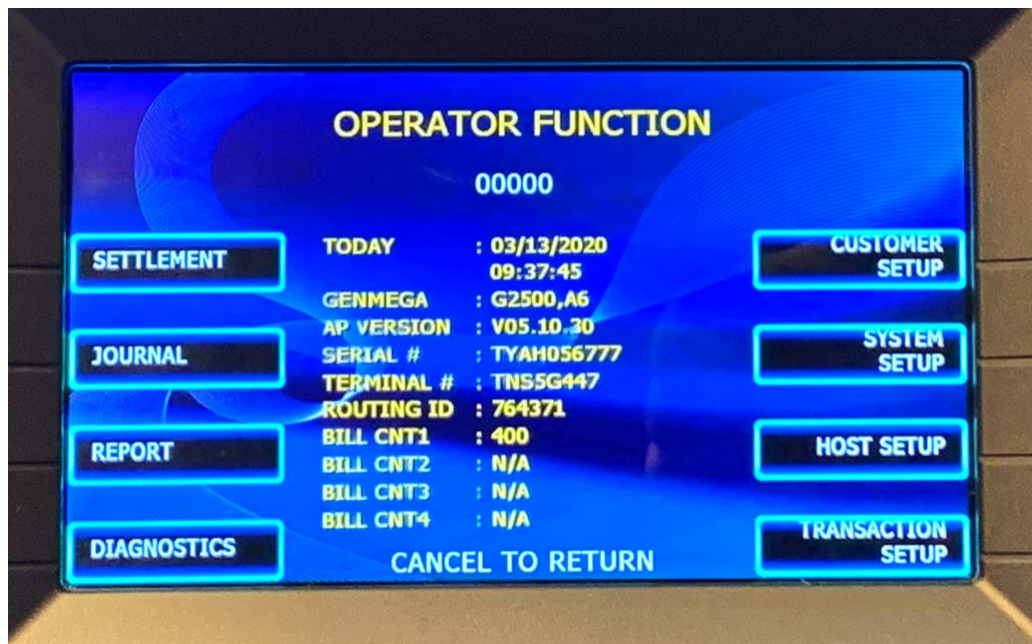 OPERATOR FUNCTION
00000
SETTLEMENT
JOURNAL
REPORT
DIAGNOSTICS
TODAY : 03/13/2020
09:37:45
GENMEGA : G2500,A6
AP VERSION : V05.10.30
SERIAL # : TYAH056777
TERMINAL # : TNS5G447
ROUTING ID : 764371
BILL CNT1 : 400
BILL CNT2 : N/A
BILL CNT3 : N/A
BILL CNT4 : N/A
CANCEL TO RETURN
CUSTOMER
SETUP
SYSTEM
SETUP
HOST SETUP
TRANSACTION
SETUP